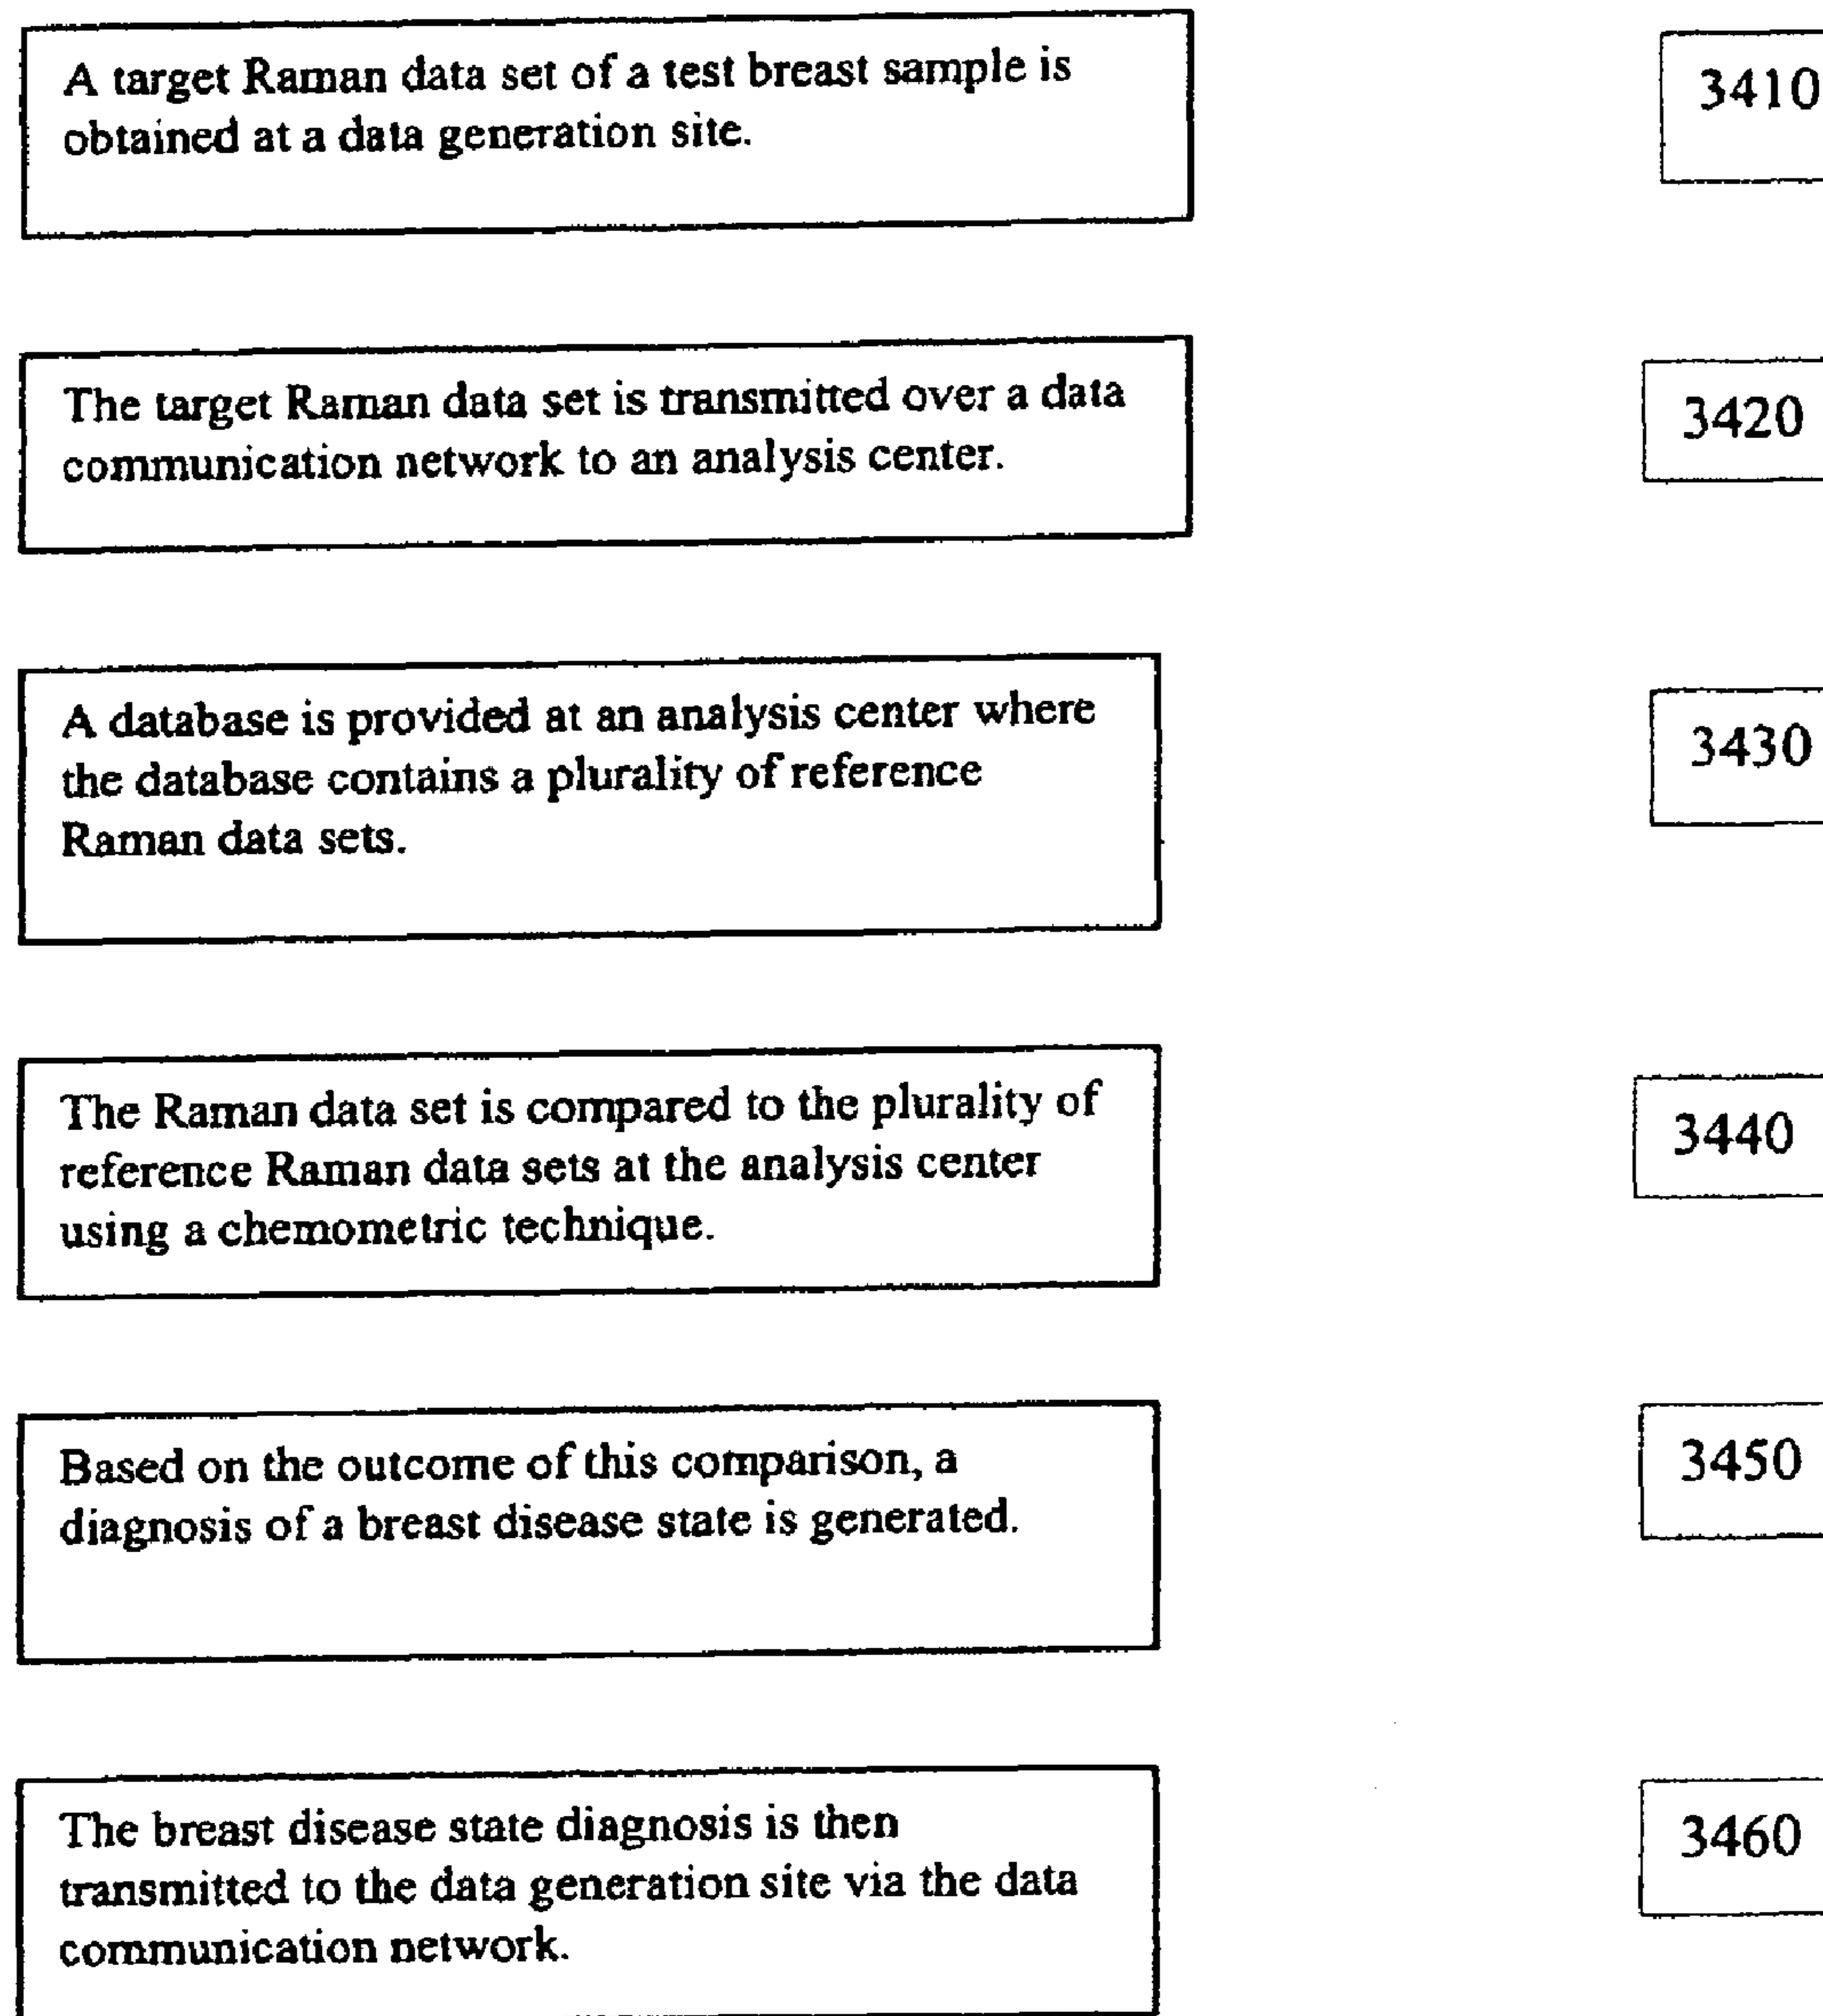 A target Raman data set of a test breast sample is
obtained at a data generation site.
3410
The target Raman data set is transmitted over a data
communication network to an analysis center.
3420
A database is provided at an analysis center where
the database contains a plurality of reference
Raman data sets.
3430
The Raman data set is compared to the plurality of
reference Raman data sets at the analysis center
using a chemometric technique.
3440
Based on the outcome of this comparison, a
diagnosis of a breast disease state is generated.
3450
The breast disease state diagnosis is then
transmitted to the data generation site via the data
communication network.
3460